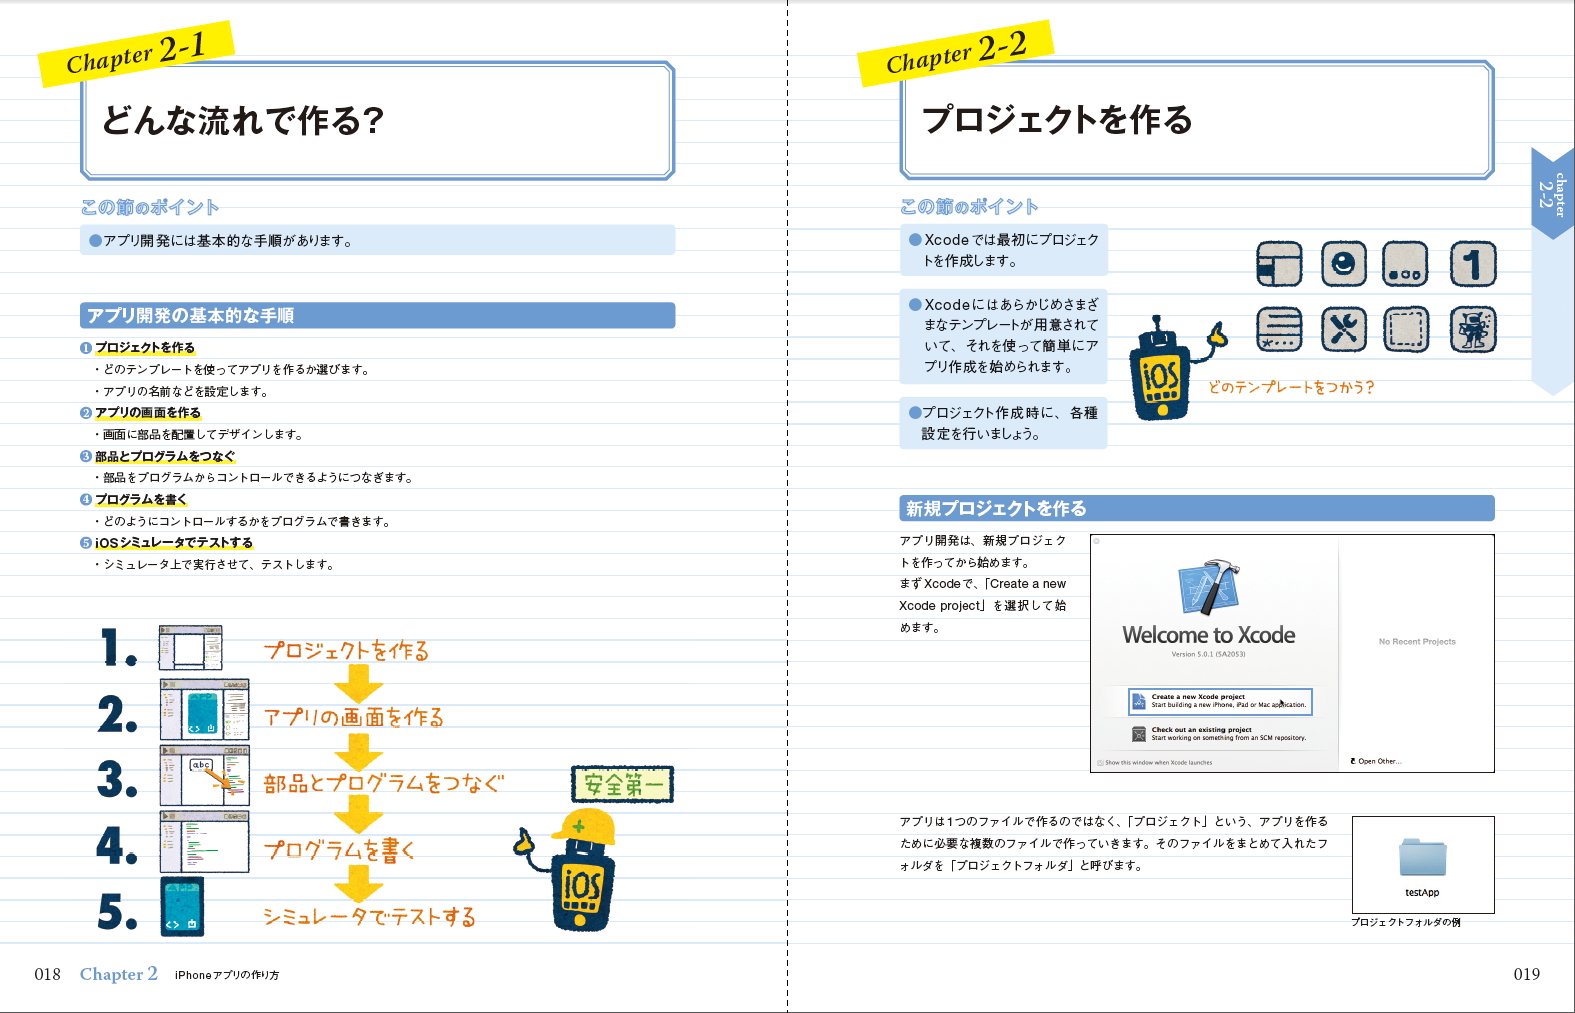 Chapter 2-1
どんな流れで作る?
この節のポイント
●アプリ開発には基本的な手順があります。
アプリ開発の基本的な手順
❶ プロジェクトを作る
・どのテンプレートを使ってアプリを作るか選びます。
・アプリの名前などを設定します。
❷ アプリの画面を作る
・画面に部品を配置してデザインします。
❸ 部品とプログラムをつなぐ
・部品をプログラムからコントロールできるようにつなぎます。
❹ プログラムを書く
・どのようにコントロールするかをプログラムで書きます。
❺ iOSシミュレータでテストする
・シミュレータ上で実行させて、テストします。
1. プロジェクトを作る
2. アプリの画面を作る
3. abc 部品とプログラムをつなぐ
安全第一
4. プログラムを書く
iOS
5. シミュレータでテストする
018 Chapter 2 iPhoneアプリの作り方
Chapter 2-2
プロジェクトを作る
chapter
2-2
この節のポイント
●Xcodeでは最初にプロジェク
トを作成します。
●Xcodeにはあらかじめさまざ
まなテンプレートが用意されて
いて、それを使って簡単にア
プリ作成を始められます。
●プロジェクト作成時に、各種
設定を行いましょう。
1
iOS
どのテンプレートをつかう?
新規プロジェクトを作る
アプリ開発は、新規プロジェク
トを作ってから始めます。
まずXcodeで、「Create a new
Xcode project」を選択して始
めます。
Welcome to Xcode
Version 5.0.1 (5A2053)
No Recent Projects
Create a new Xcode project
Start building a new iPhone, iPad or Mac application.
Check out an existing project
Start working on something from an SCM repository.
Show this window when Xcode launches
Open Other...
アプリは1つのファイルで作るのではなく、「プロジェクト」という、アプリを作る
ために必要な複数のファイルで作っていきます。そのファイルをまとめて入れたフ
ォルダを「プロジェクトフォルダ」と呼びます。
testApp
プロジェクトフォルダの例
019